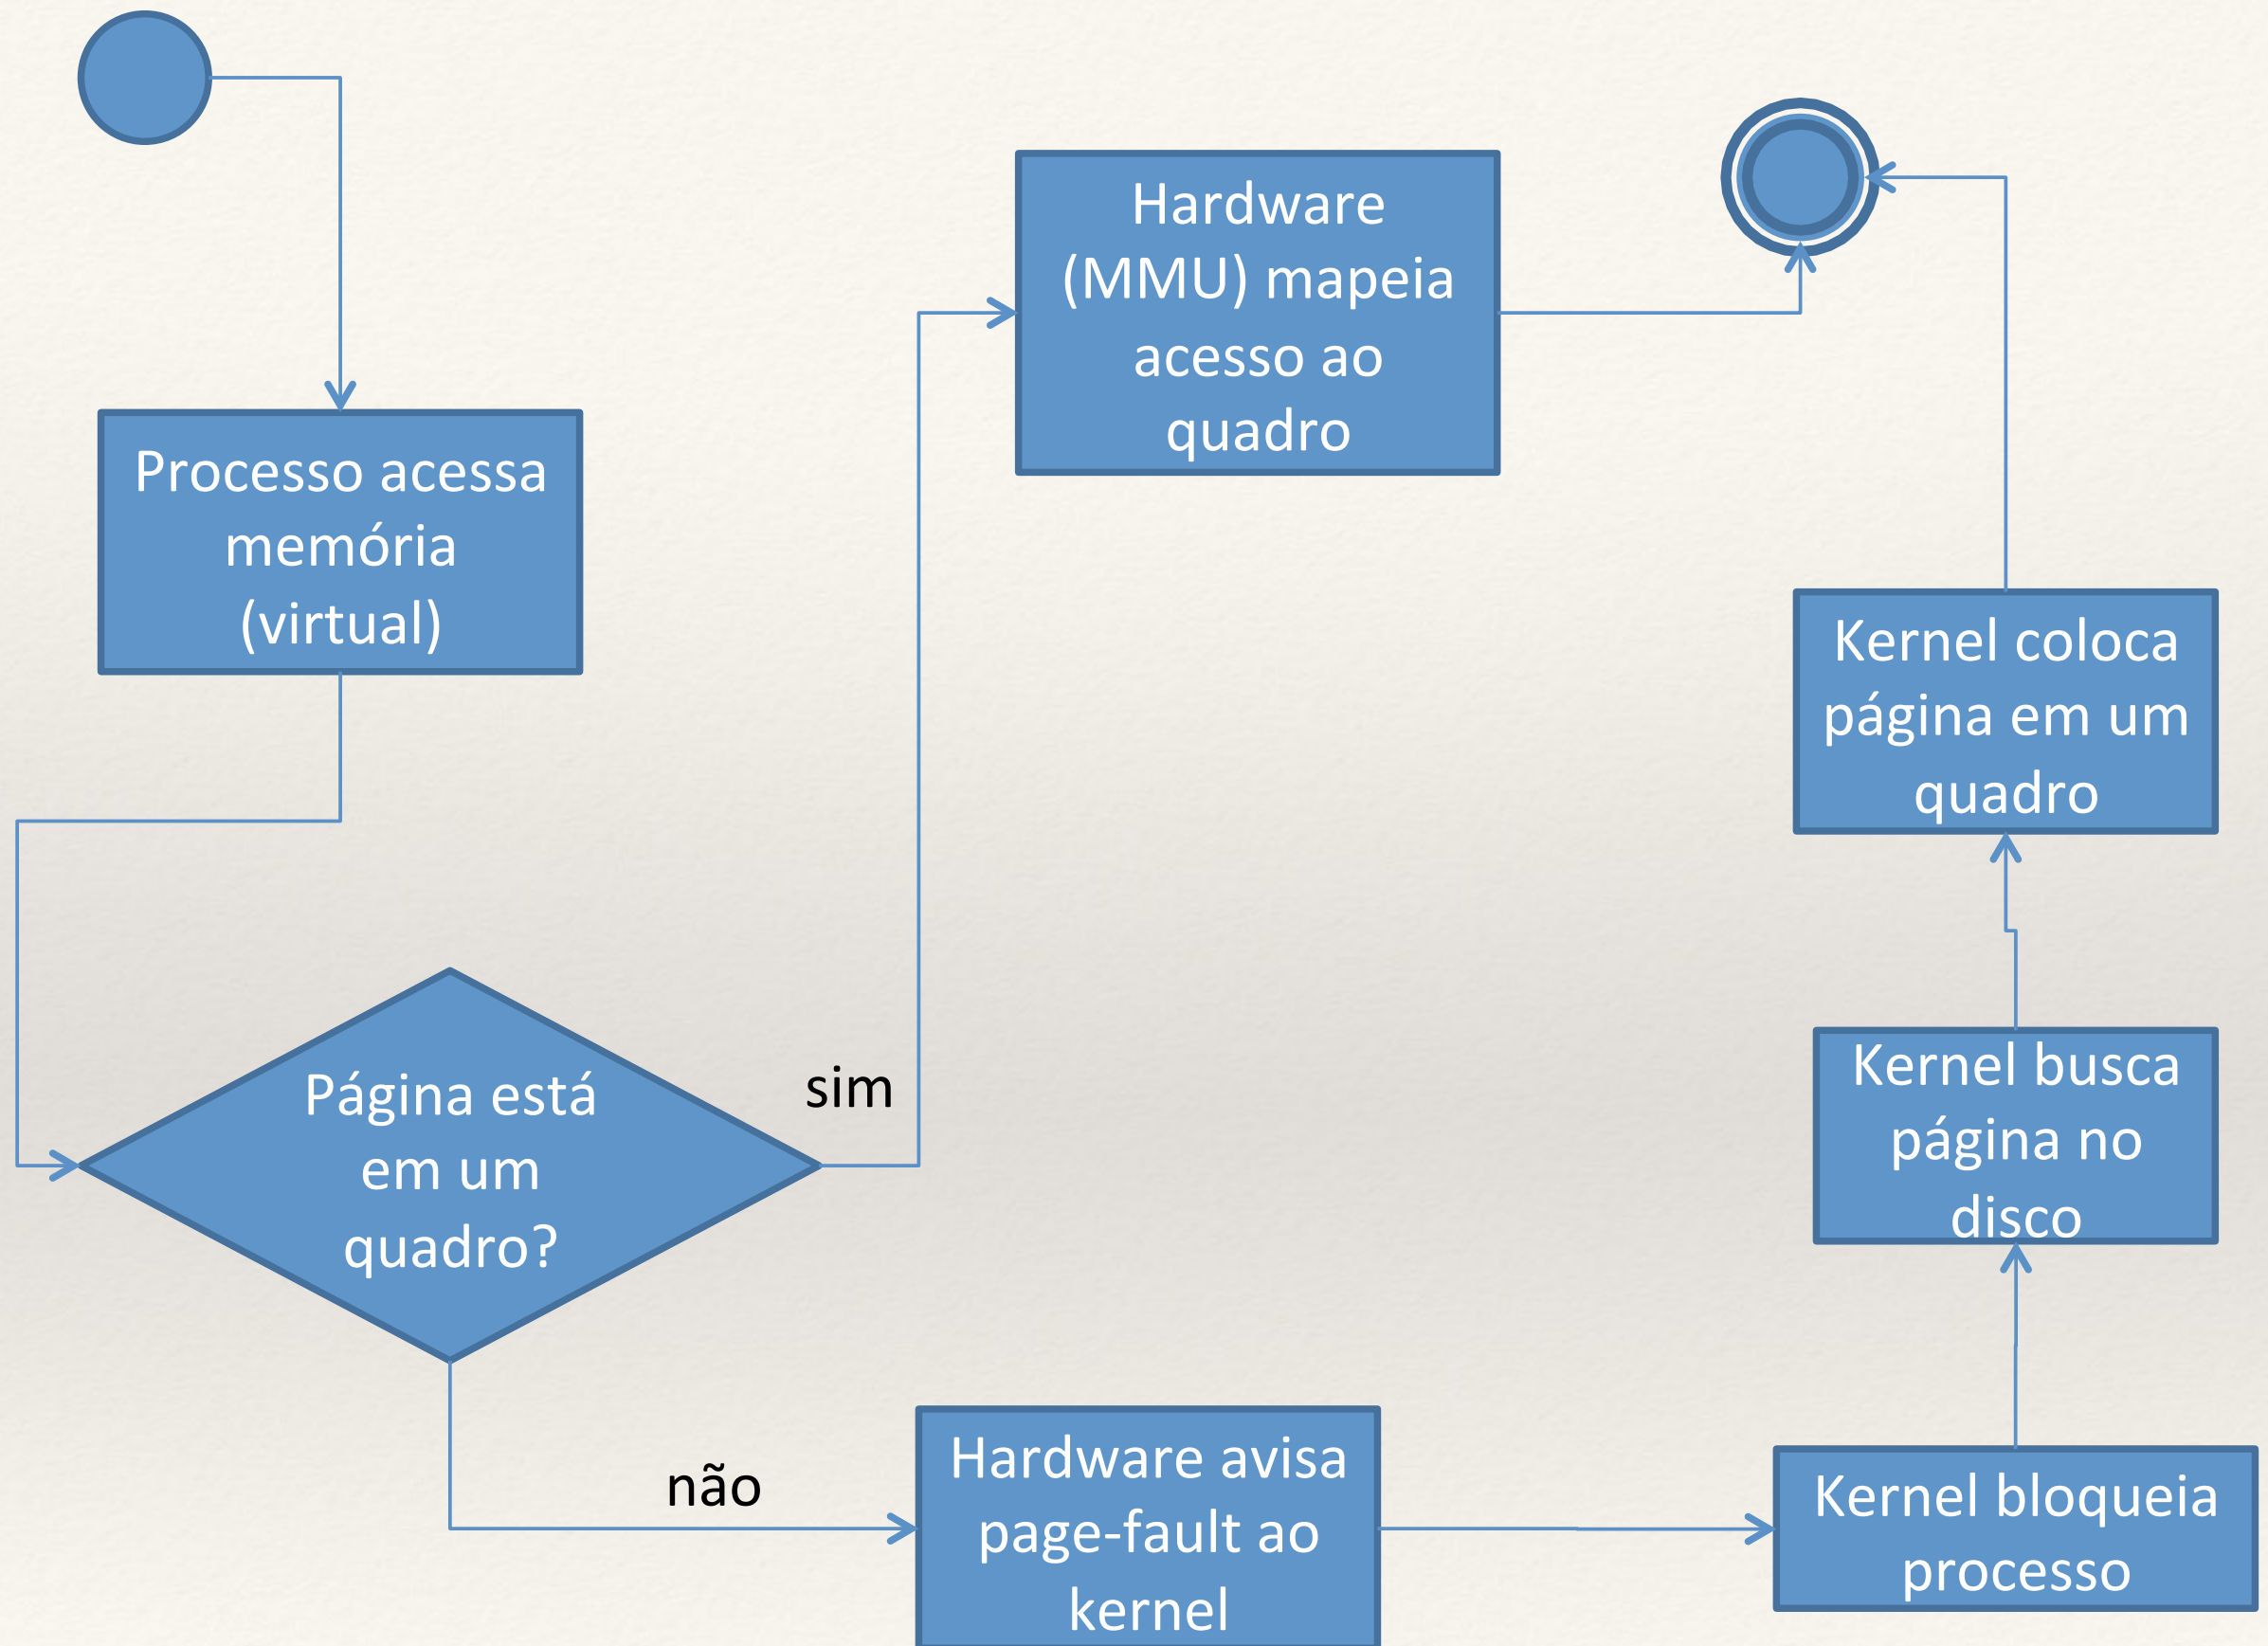 Processo acessa
memória
(virtual)
Página está
em um
quadro?
sim
Hardware
(MMU) mapeia
acesso ao
quadro
não
Hardware avisa
page-fault ao
kernel
Kernel bloqueia
processo
Kernel busca
página no
disco
Kernel coloca
página em um
quadro